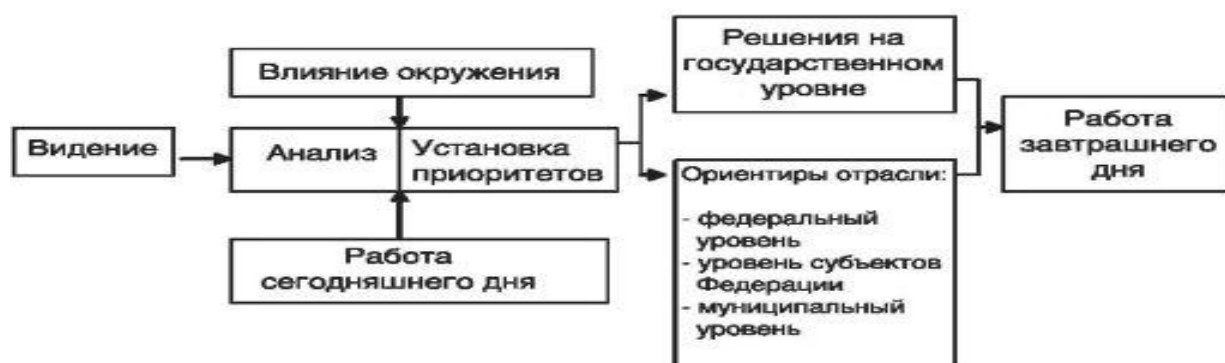 Влияние окружения
Видение
Анализ
Установка
приоритетов
Работа
сегодняшнего дня
Решения на
государственном
уровне
Ориентиры отрасли:
- федеральный
уровень
- уровень субъектов
Федерации
- муниципальный
уровень
Работа
завтрашнего
дня